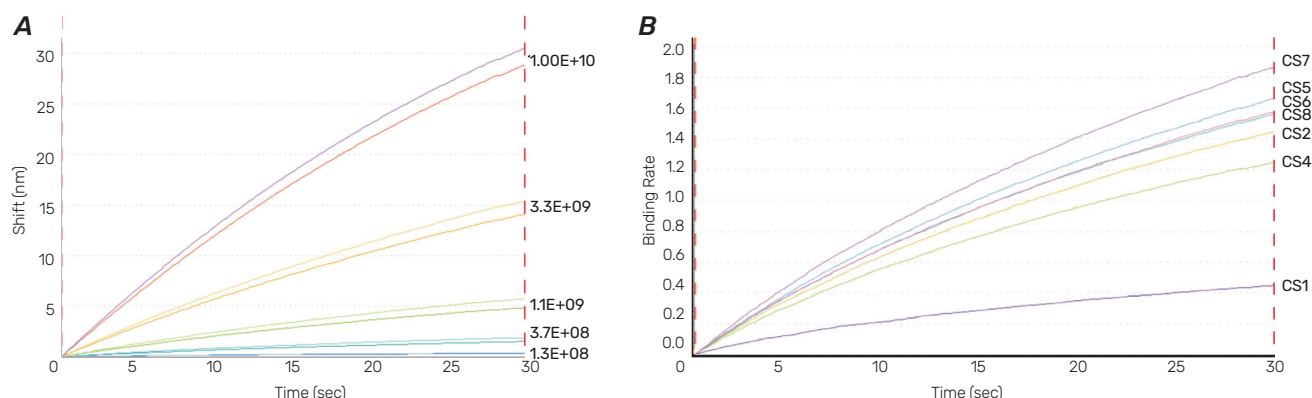 A
30
25
20
15
10
5
0
5
10
15
20
25
30
Shift (nm)
Time (sec)
1.00E+10
3.3E+09
1.1E+09
3.7E+08
1.3E+08
B
2.0
1.8
1.6
1.4
1.2
1.0
0.8
0.6
0.4
0.2
0.0
0
5
10
15
20
25
30
Binding Rate
Time (sec)
CS7
CS5
CS6
CS8
CS2
CS4
CS1